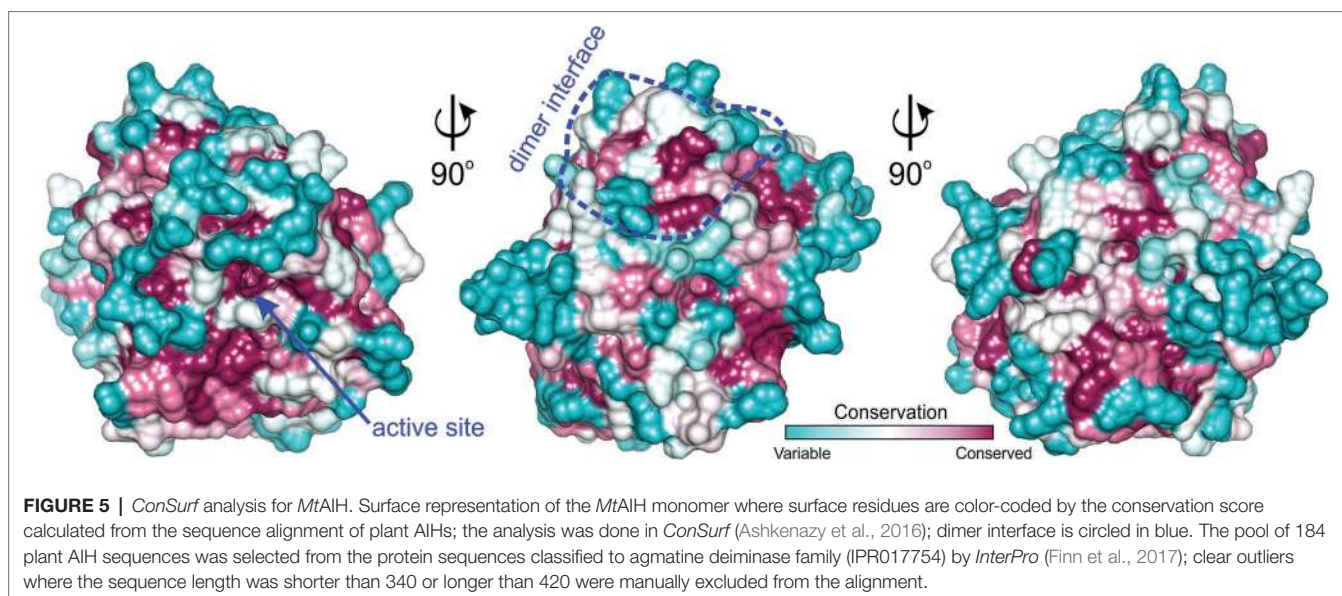 dimer interface
90°
90°
active site
Conservation
Variable Conserved
FIGURE 5 | ConSurf analysis for MtAIH. Surface representation of the MtAIH monomer where surface residues are color-coded by the conservation score
calculated from the sequence alignment of plant AIHs; the analysis was done in ConSurf (Ashkenazy et al., 2016); dimer interface is circled in blue. The pool of 184
plant AIH sequences was selected from the protein sequences classified to agmatine deiminase family (IPR017754) by InterPro (Finn et al., 2017); clear outliers
where the sequence length was shorter than 340 or longer than 420 were manually excluded from the alignment.